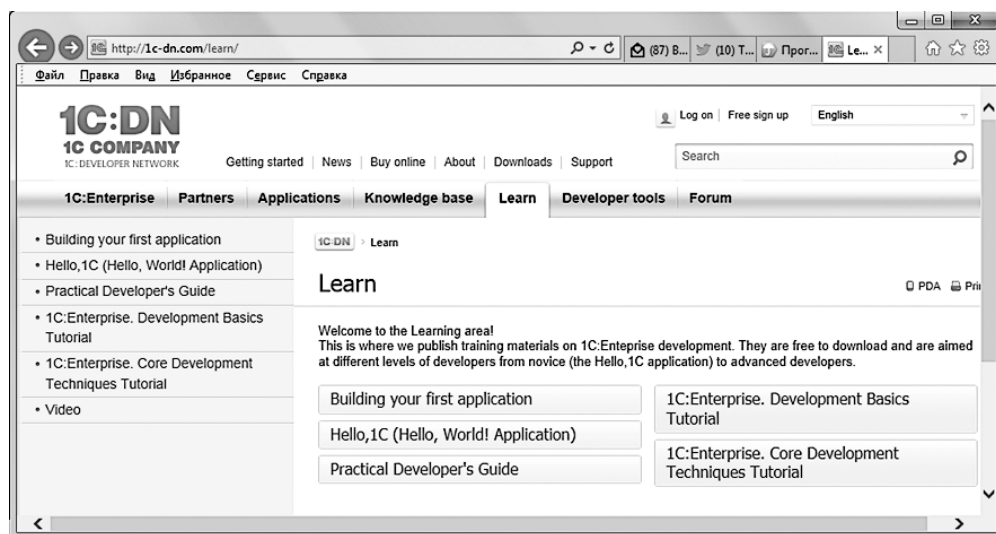 http://1c-dn.com/learn/
(87) В...
(10) Т...
Прог...
Le...
Файл Правка Вид Избранное Сервис Справка
1C:DN
1C COMPANY
1C: DEVELOPER NETWORK
Log on Free sign up English
Getting started News Buy online About Downloads Support
Search
1C:Enterprise Partners Applications Knowledge base Learn Developer tools Forum
• Building your first application
• Hello,1C (Hello, World! Application)
• Practical Developer's Guide
• 1C:Enterprise. Development Basics
Tutorial
• 1C:Enterprise. Core Development
Techniques Tutorial
• Video
1C:DN > Learn
Learn
PDA Prin
Welcome to the Learning area!
This is where we publish training materials on 1C:Enteprise development. They are free to download and are aimed
at different levels of developers from novice (the Hello,1C application) to advanced developers.
Building your first application
Hello,1C (Hello, World! Application)
Practical Developer's Guide
1C:Enterprise. Development Basics
Tutorial
1C:Enterprise. Core Development
Techniques Tutorial